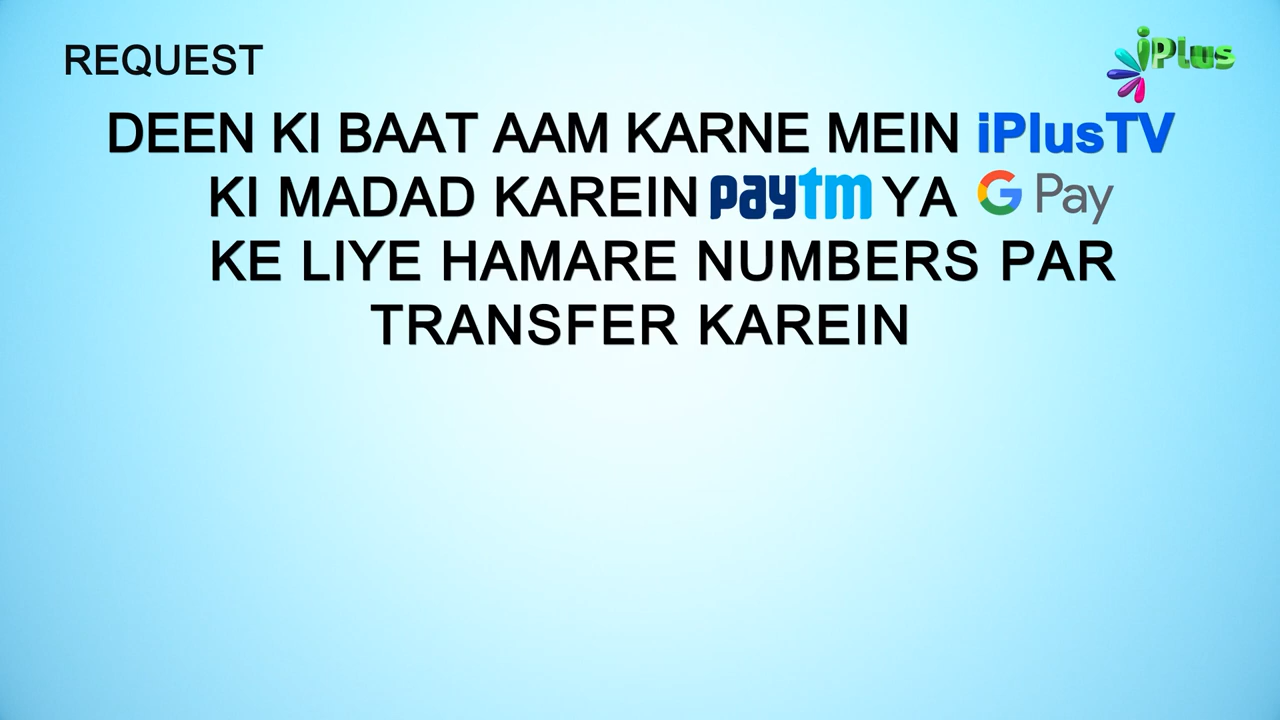 REQUEST
iPlus
DEEN KI BAAT AAM KARNE MEIN iPlusTV
KI MADAD KAREIN paytm YA G Pay
KE LIYE HAMARE NUMBERS PAR
TRANSFER KAREIN